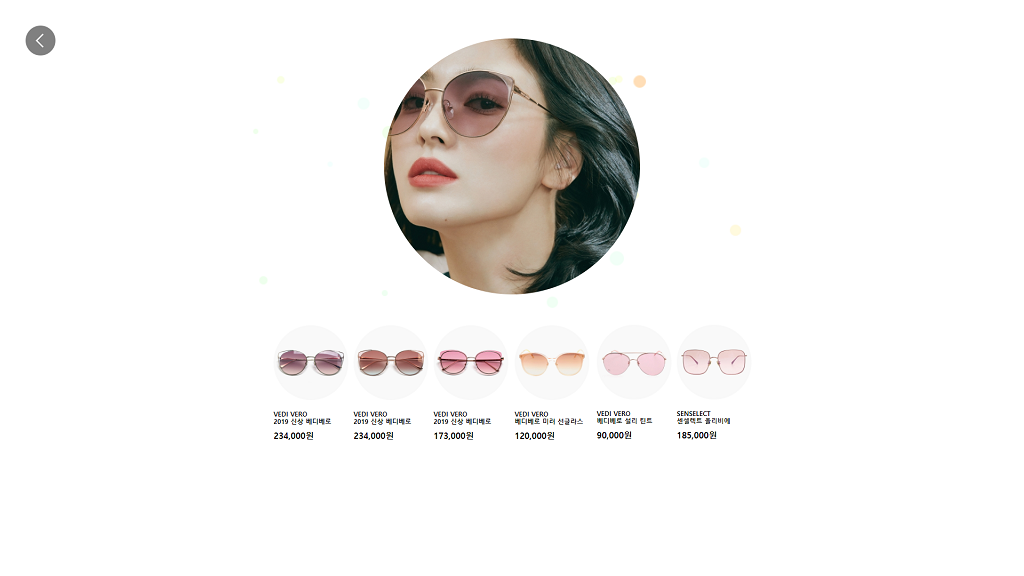 VEDI VERO
2019 신상 베디베로
234,000원
VEDI VERO
2019 신상 베디베로
234,000원
VEDI VERO
2019 신상 베디베로
173,000원
VEDI VERO
베디베로 미러 선글라스
120,000원
VEDI VERO
베디베로 설리 틴트
90,000원
SENSELECT
센셀렉트 올리비에
185,000원